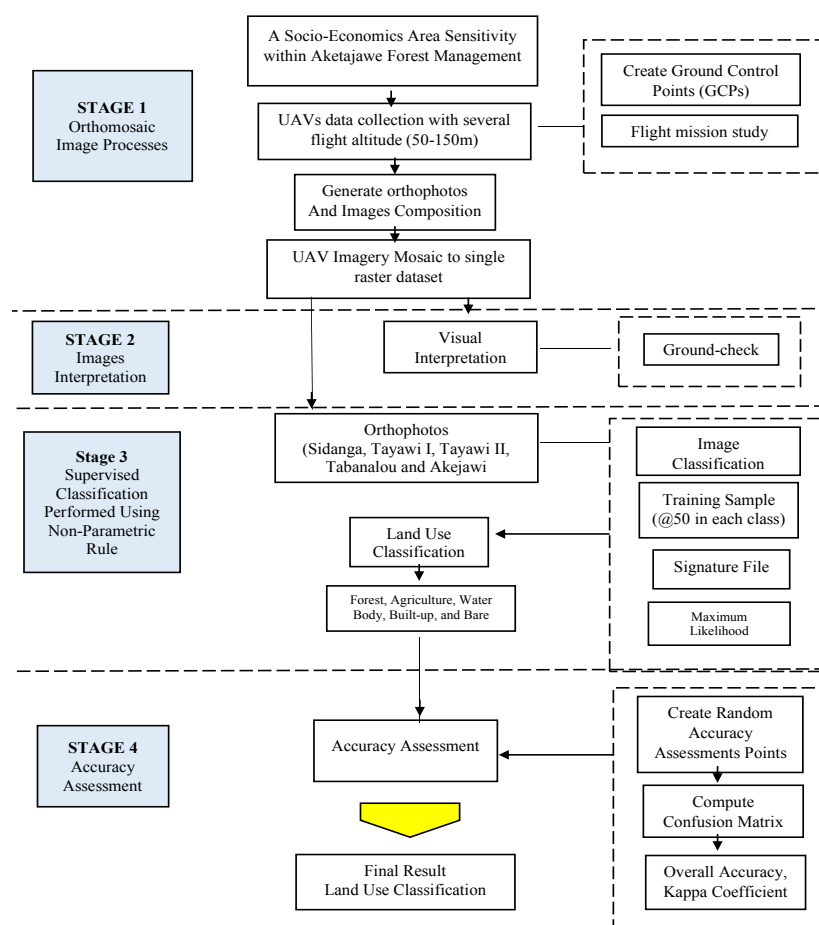 A Socio-Economics Area Sensitivity
within Aketajawe Forest Management
STAGE 1
Orthomosaic
Image Processes
UAVs data collection with several
flight altitude (50-150m)
Create Ground Control
Points (GCPs)
Flight mission study
Generate orthophotos
And Images Composition
UAV Imagery Mosaic to single
raster dataset
STAGE 2
Images
Interpretation
Visual
Interpretation
Ground-check
Stage 3
Supervised
Classification
Performed Using
Non-Parametric
Rule
Orthophotos
(Sidanga, Tayawi I, Tayawi II,
Tabanalou and Akejawi
Image
Classification
Training Sample
(@50 in each class)
Signature File
Maximum
Likelihood
Land Use
Classification
Forest, Agriculture, Water
Body, Built-up, and Bare
STAGE 4
Accuracy
Assessment
Accuracy Assessment
Create Random
Accuracy
Assessments Points
Compute
Confusion Matrix
Overall Accuracy,
Kappa Coefficient
Final Result
Land Use Classification